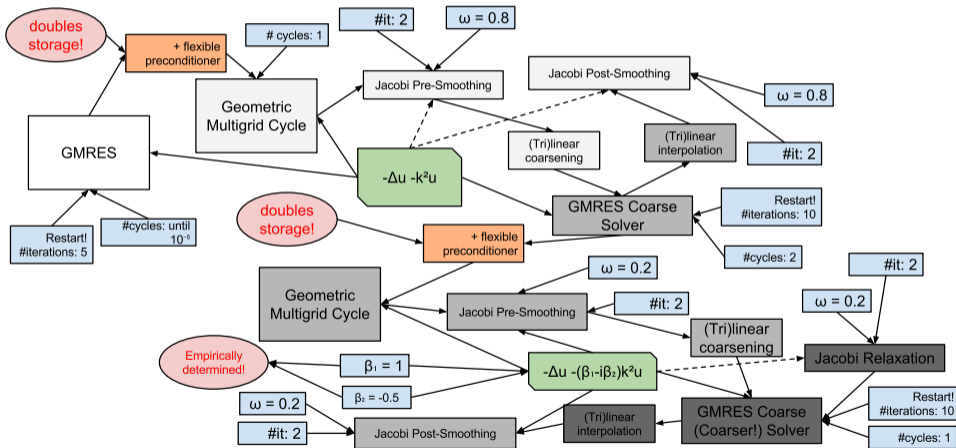 doubles
storage!
+ flexible
preconditioner
# cycles: 1
#it: 2
ω = 0.8
Jacobi Pre-Smoothing
Jacobi Post-Smoothing
ω = 0.8
Geometric
Multigrid Cycle
GMRES
(Tri)linear
coarsening
(Tri)linear
interpolation
#it: 2
-Δu -k²u
doubles
storage!
GMRES Coarse
Solver
Restart!
#iterations: 10
Restart!
#iterations: 5
#cycles: until
10⁻⁵
+ flexible
preconditioner
#cycles: 2
ω = 0.2
#it: 2
Geometric
Multigrid Cycle
Jacobi Pre-Smoothing
#it: 2
ω = 0.2
(Tri)linear
coarsening
Jacobi Relaxation
Empirically
determined!
β₁ = 1
β₂ = -0.5
-Δu -(β₁-iβ₂)k²u
ω = 0.2
#it: 2
Jacobi Post-Smoothing
(Tri)linear
interpolation
GMRES Coarse
(Coarser!) Solver
Restart!
#iterations: 10
#cycles: 1